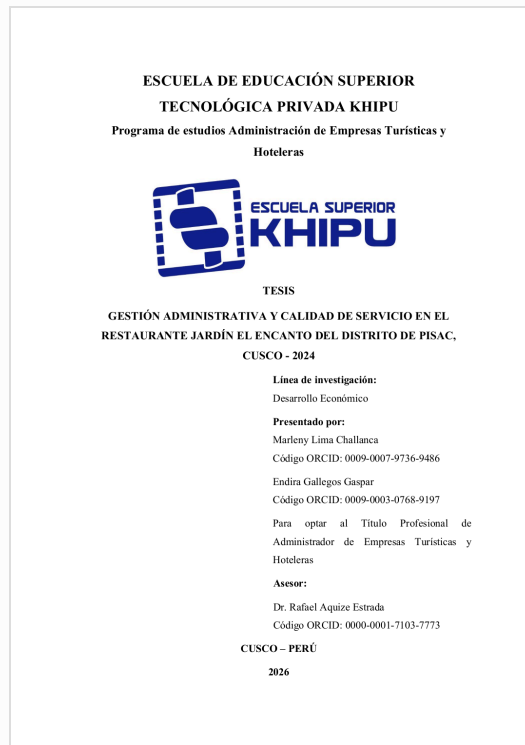 ESCUELA DE EDUCACIÓN SUPERIOR
TECNOLÓGICA PRIVADA KHIPU
Programa de estudios Administración de Empresas Turísticas y
Hoteleras
ESCUELA SUPERIOR
KHIPU
TESIS
GESTIÓN ADMINISTRATIVA Y CALIDAD DE SERVICIO EN EL
RESTAURANTE JARDÍN EL ENCANTO DEL DISTRITO DE PISAC,
CUSCO - 2024
Línea de investigación:
Desarrollo Económico
Presentado por:
Marleny Lima Challanca
Código ORCID: 0009-0007-9736-9486
Endira Gallegos Gaspar
Código ORCID: 0009-0003-0768-9197
Para optar al Título Profesional de
Administrador de Empresas Turísticas y
Hoteleras
Asesor:
Dr. Rafael Aquize Estrada
Código ORCID: 0000-0001-7103-7773
CUSCO – PERÚ
2026